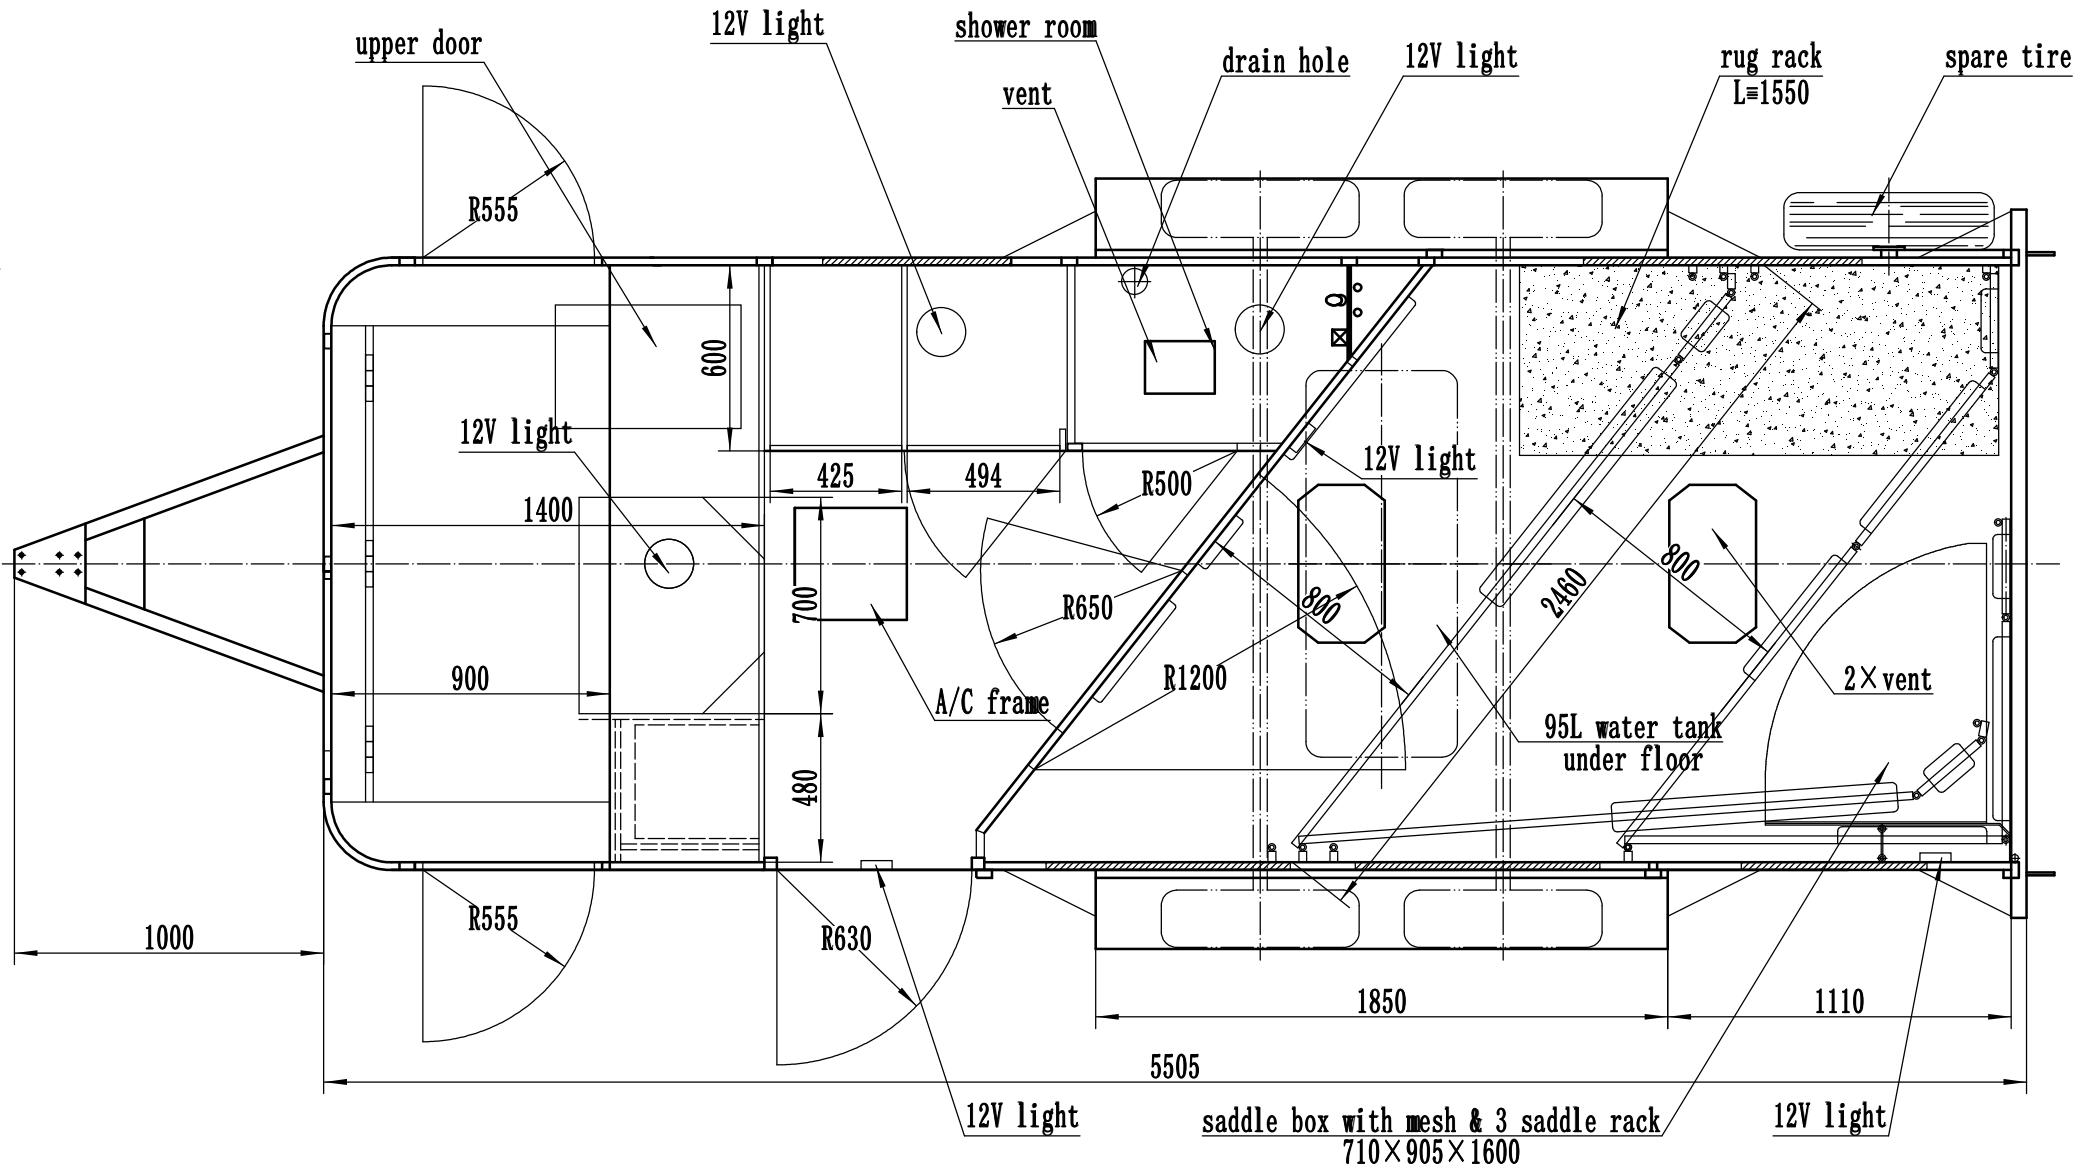 12V light
shower room
upper door
drain hole
12V light
rug rack
L=1550
spare tire
vent
R555
600
12V light
425
494
R500
12V light
1400
800
800
2460
700
R650
R1200
900
A/C frame
2×vent
95L water tank
under floor
480
R555
R630
1000
1850
1110
5505
12V light
saddle box with mesh & 3 saddle rack
710×905×1600
12V light